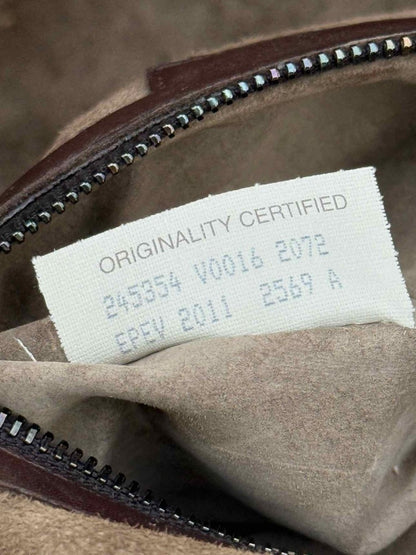 ORIGINALITY CERTIFIED
245354 V0016 2072
EPEV 2011 2569 A